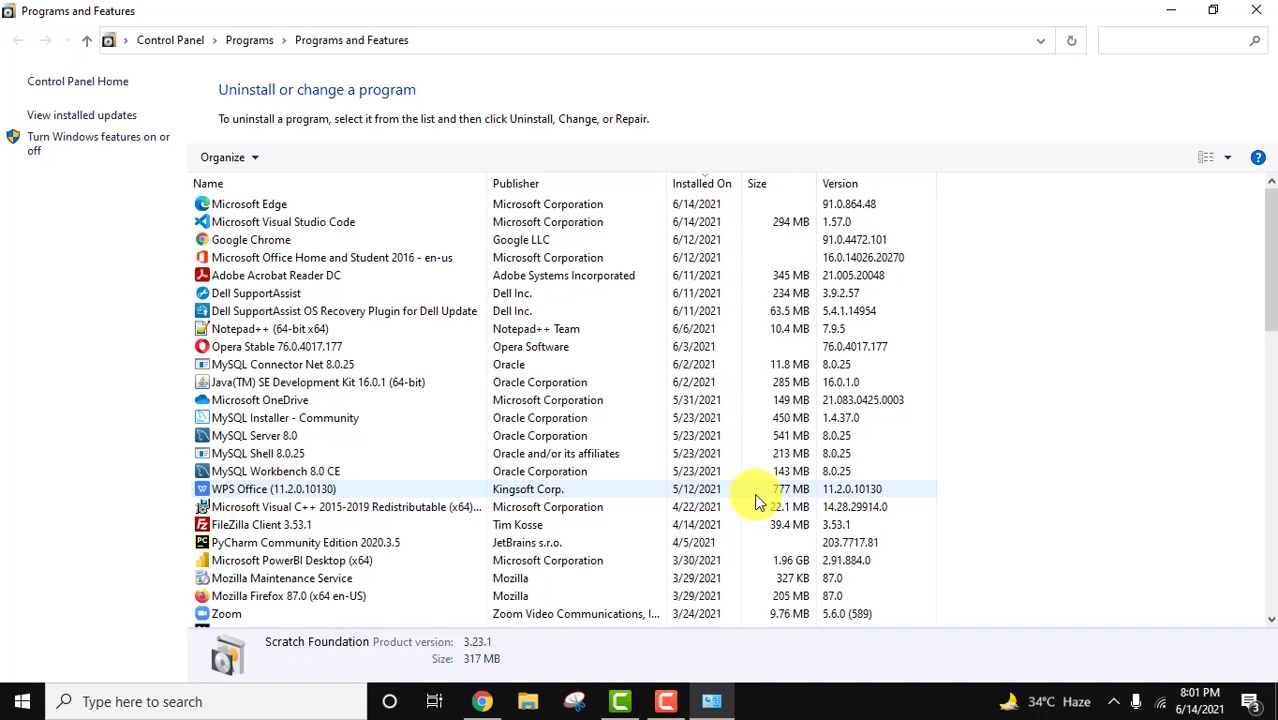 Programs and Features
Control Panel > Programs > Programs and Features
Control Panel Home
View installed updates
Turn Windows features on or
off
Uninstall or change a program
To uninstall a program, select it from the list and then click Uninstall, Change, or Repair.
Organize
Name Publisher Installed On Size Version
Microsoft Edge Microsoft Corporation 6/14/2021 91.0.864.48
Microsoft Visual Studio Code Microsoft Corporation 6/14/2021 294 MB 1.57.0
Google Chrome Google LLC 6/12/2021 91.0.4472.101
Microsoft Office Home and Student 2016 - en-us Microsoft Corporation 6/12/2021 16.0.14026.20270
Adobe Acrobat Reader DC Adobe Systems Incorporated 6/11/2021 345 MB 21.005.20048
Dell SupportAssist Dell Inc. 6/11/2021 234 MB 3.9.2.57
Dell SupportAssist OS Recovery Plugin for Dell Update Dell Inc. 6/11/2021 63.5 MB 5.4.1.14954
Notepad++ (64-bit x64) Notepad++ Team 6/6/2021 10.4 MB 7.9.5
Opera Stable 76.0.4017.177 Opera Software 6/3/2021 76.0.4017.177
MySQL Connector Net 8.0.25 Oracle 6/2/2021 11.8 MB 8.0.25
Java(TM) SE Development Kit 16.0.1 (64-bit) Oracle Corporation 6/2/2021 285 MB 16.0.1.0
Microsoft OneDrive Microsoft Corporation 5/31/2021 149 MB 21.083.0425.0003
MySQL Installer - Community Oracle Corporation 5/23/2021 450 MB 1.4.37.0
MySQL Server 8.0 Oracle Corporation 5/23/2021 541 MB 8.0.25
MySQL Shell 8.0.25 Oracle and/or its affiliates 5/23/2021 213 MB 8.0.25
MySQL Workbench 8.0 CE Oracle Corporation 5/23/2021 143 MB 8.0.25
WPS Office (11.2.0.10130) Kingsoft Corp. 5/12/2021 777 MB 11.2.0.10130
Microsoft Visual C++ 2015-2019 Redistributable (x64)... Microsoft Corporation 4/22/2021 22.1 MB 14.28.29914.0
FileZilla Client 3.53.1 Tim Kosse 4/14/2021 39.4 MB 3.53.1
PyCharm Community Edition 2020.3.5 JetBrains s.r.o. 4/5/2021 203.7717.81
Microsoft PowerBI Desktop (x64) Microsoft Corporation 3/30/2021 1.96 GB 2.91.884.0
Mozilla Maintenance Service Mozilla 3/29/2021 327 KB 87.0
Mozilla Firefox 87.0 (x64 en-US) Mozilla 3/29/2021 205 MB 87.0
Zoom Zoom Video Communications, I... 3/24/2021 9.76 MB 5.6.0 (589)
Scratch Foundation Product version: 3.23.1
Size: 317 MB
Type here to search
34°C Haze
8:01 PM
6/14/2021
3